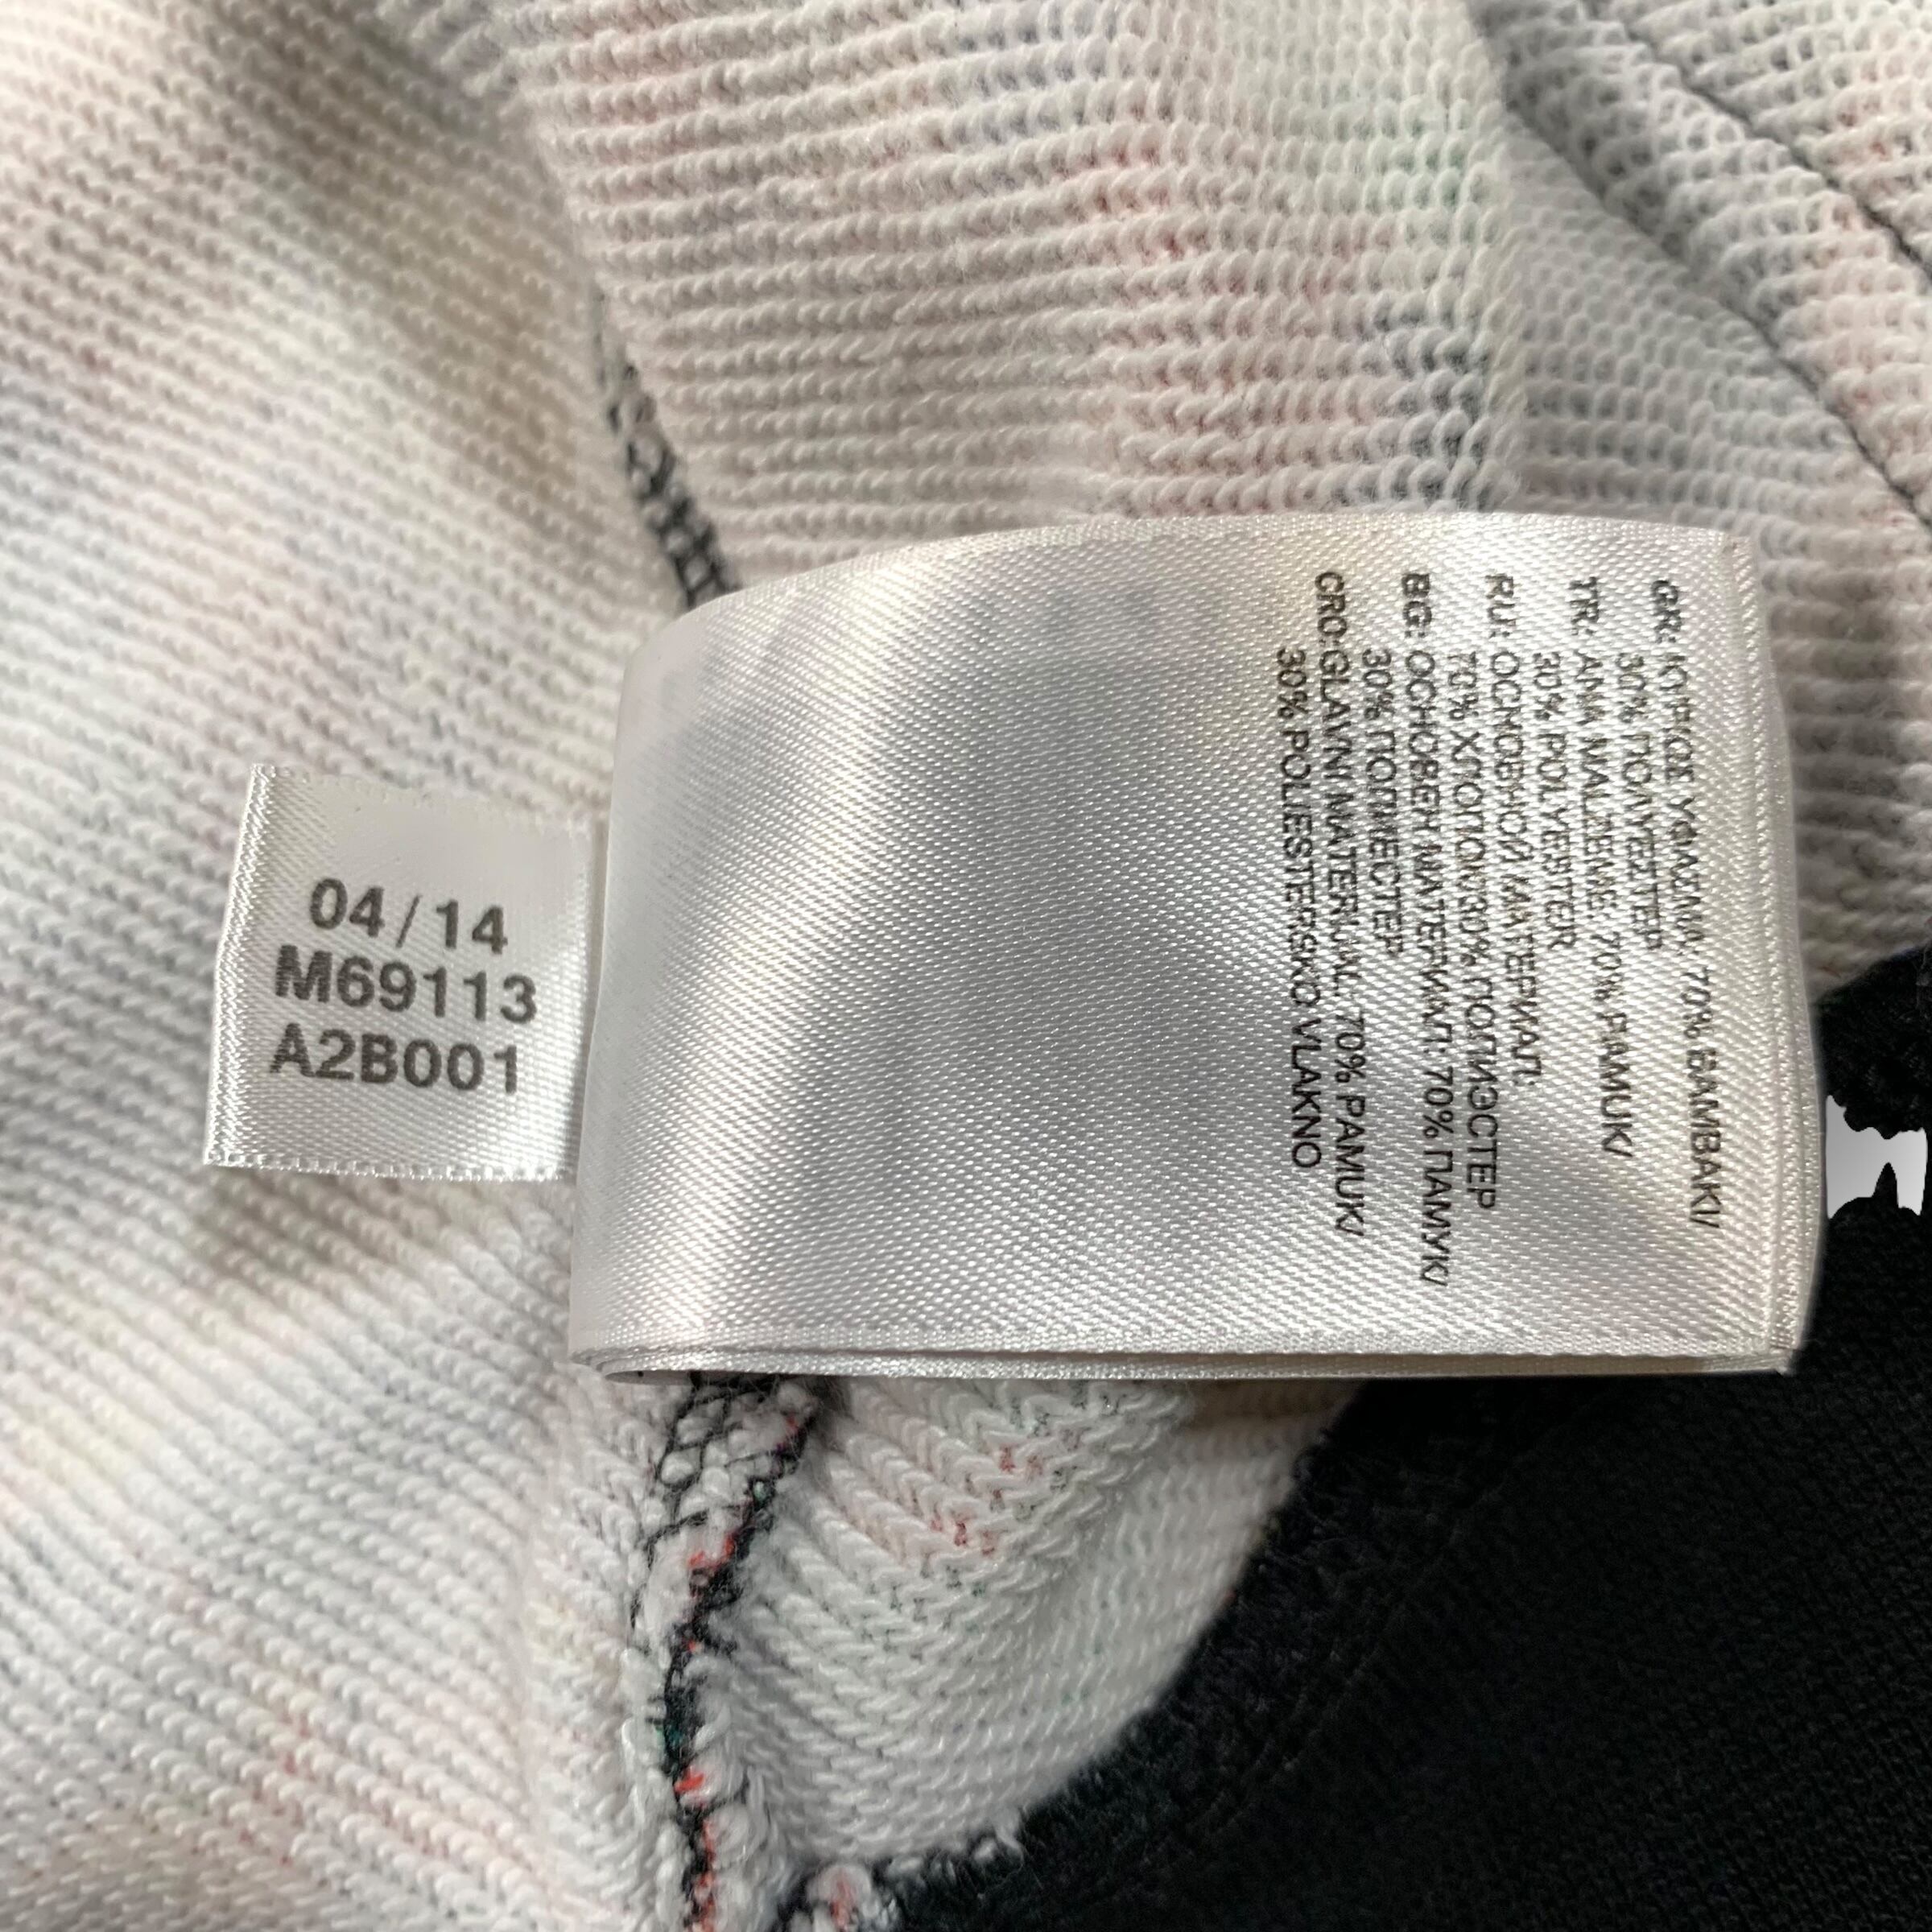 04/14
M69113
A2B001
GR: ΚΥΡΙΩΣ ΥΦΑΣΜΑ: 70% ΒΑΜΒΑΚΙ/
30% ΠΟΛΥΕΣΤΕΡ
TR: ANA MALZEME: 70% PAMUK/
30% POLYESTER
RU: ОСНОВНОЙ МАТЕРИАЛ:
70% ХЛОПОК/30% ПОЛИЭСТЕР
BG: ОСНОВЕН МАТЕРИАЛ: 70% ПАМУК/
30% ПОЛИЕСТЕР
CRO-GLAVNI MATERIJAL: 70% PAMUK/
30% POLIESTERSKO VLAKNO